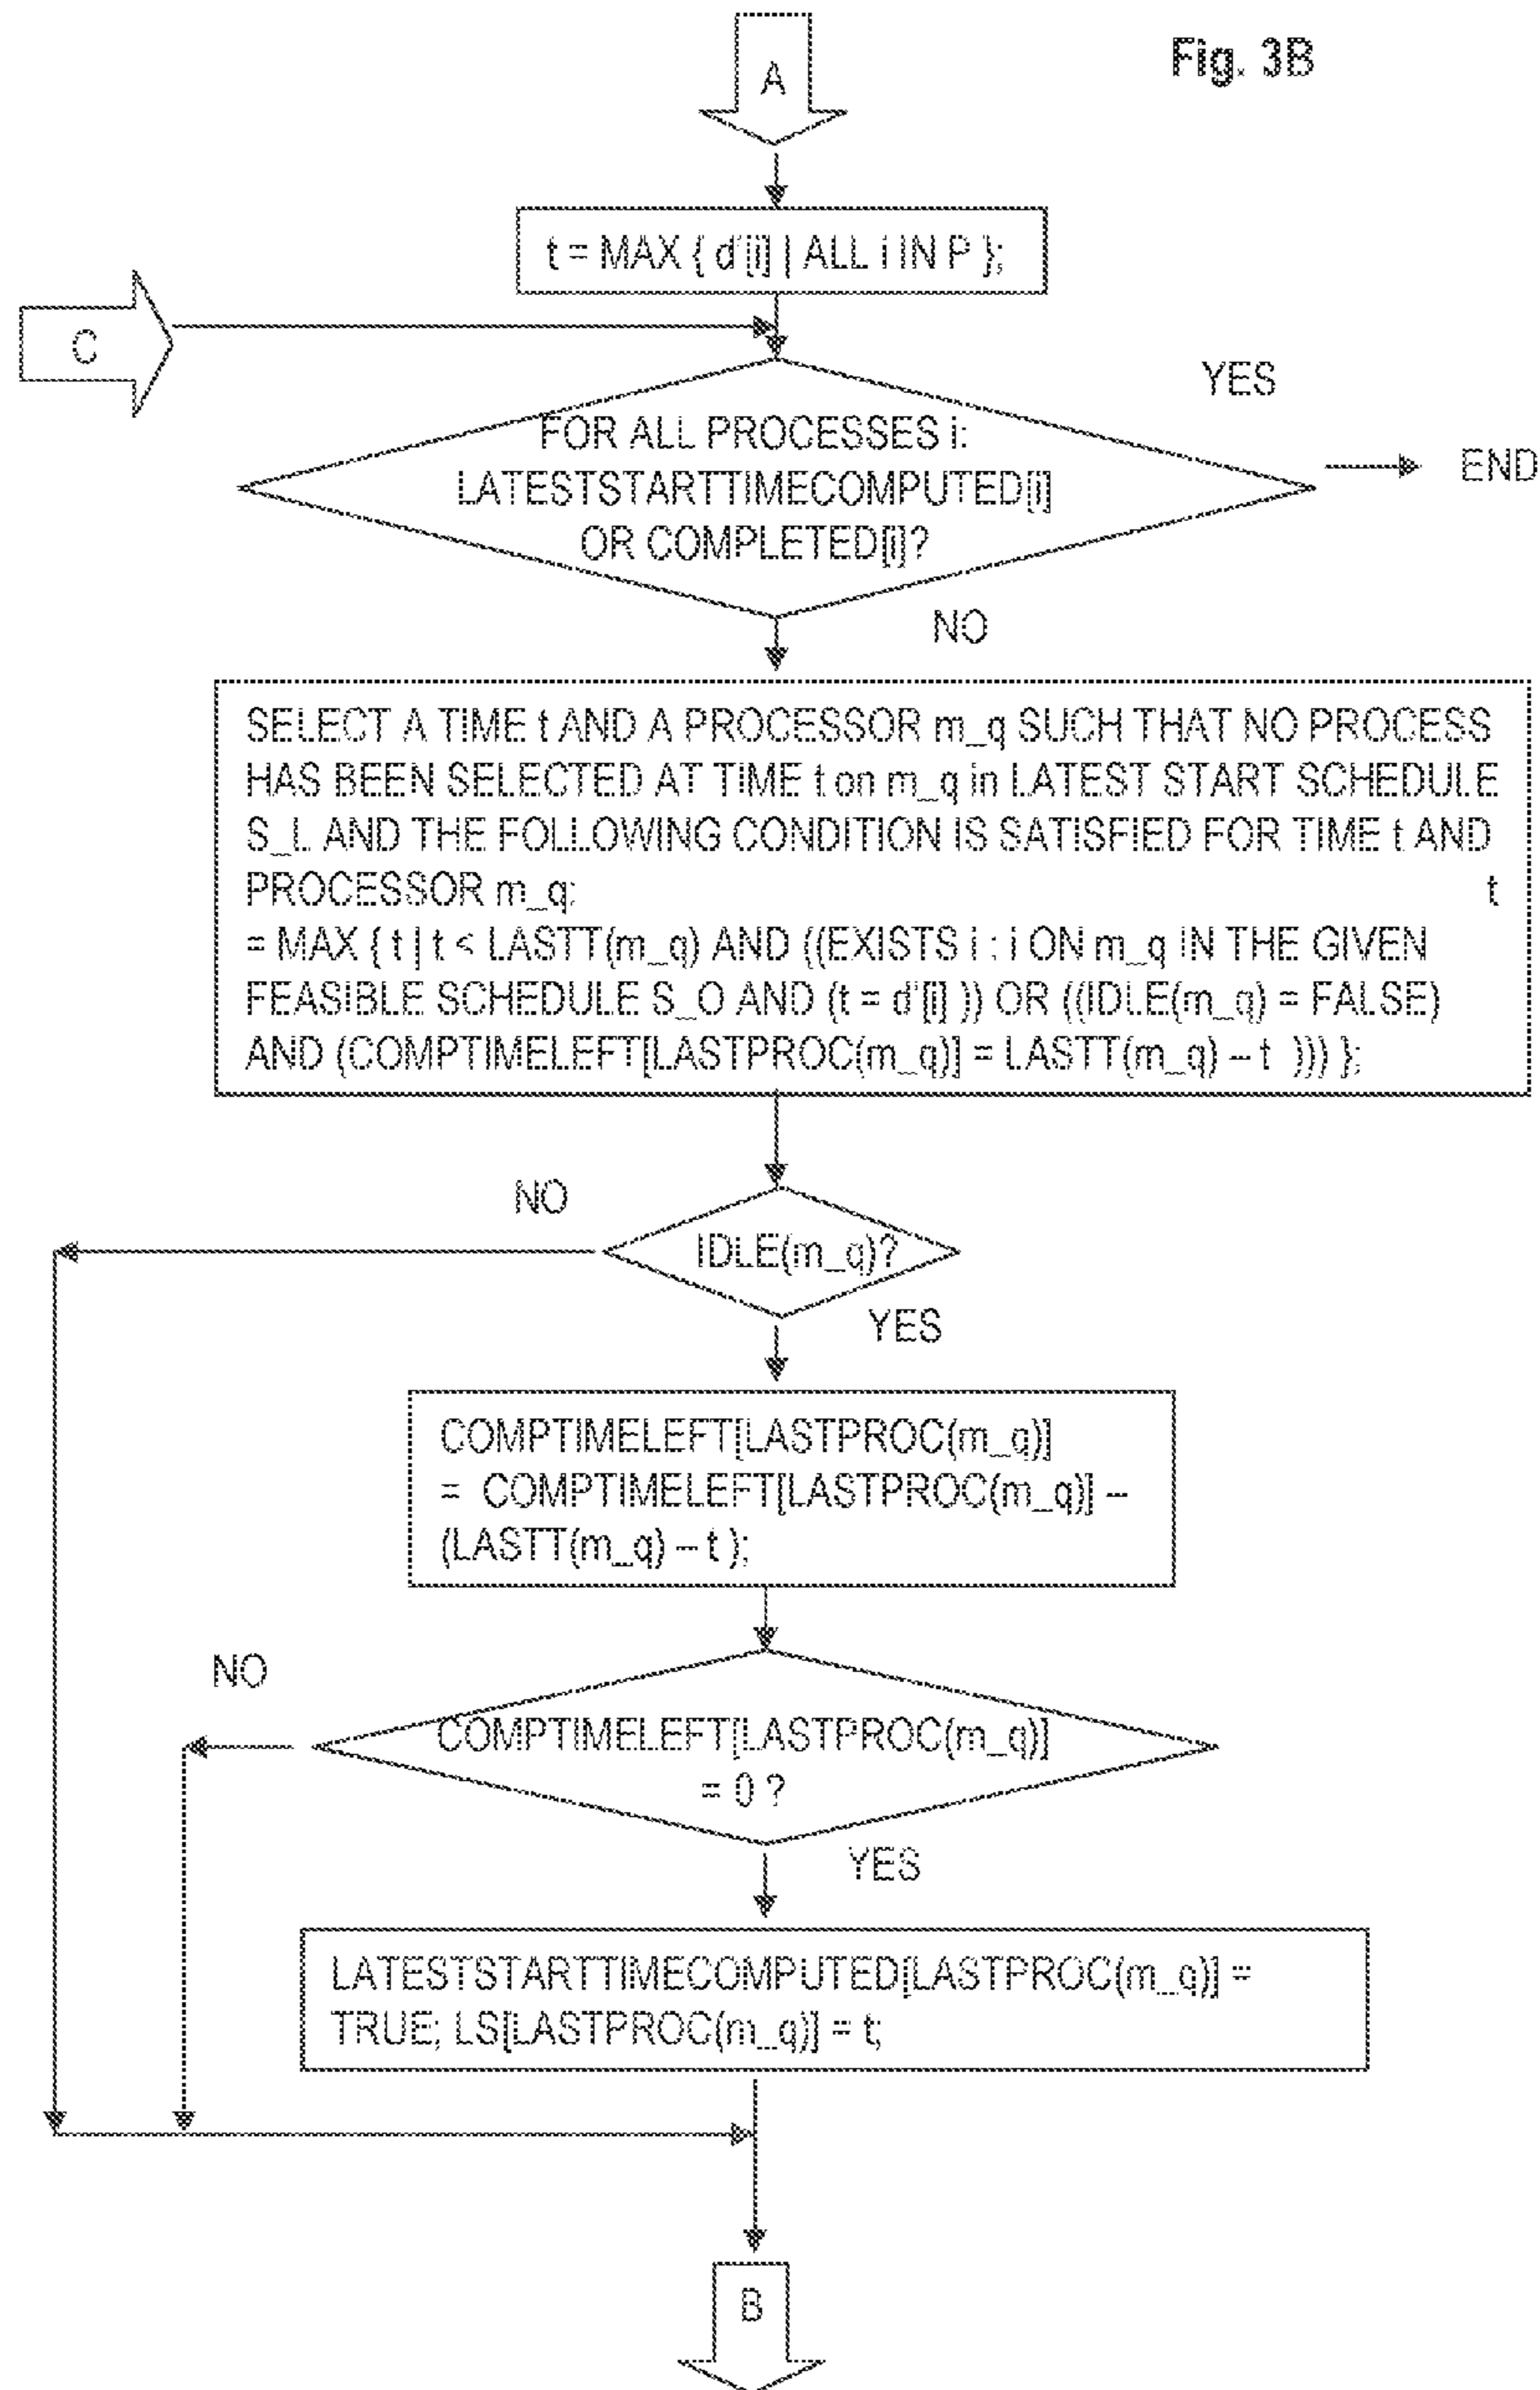 Fig. 3B
A
t = MAX { d'[i] | ALL i IN P };
C
YES
FOR ALL PROCESSES i:
LATESTSTARTTIMECOMPUTED[i]
OR COMPLETED[i]?
END
NO
SELECT A TIME t AND A PROCESSOR m_q SUCH THAT NO PROCESS
HAS BEEN SELECTED AT TIME t on m_q in LATEST START SCHEDULE
S_L AND THE FOLLOWING CONDITION IS SATISFIED FOR TIME t AND
PROCESSOR m_q: t
= MAX { t | t < LASTT(m_q) AND ((EXISTS i : i ON m_q IN THE GIVEN
FEASIBLE SCHEDULE S_O AND (t = d'[i] )) OR ((IDLE(m_q) = FALSE)
AND (COMPTIMELEFT[LASTPROC(m_q)] = LASTT(m_q) – t ))) };
NO
IDLE(m_q)?
YES
COMPTIMELEFT[LASTPROC(m_q)]
= COMPTIMELEFT[LASTPROC(m_q)] –
(LASTT(m_q) – t );
NO
COMPTIMELEFT[LASTPROC(m_q)]
= 0 ?
YES
LATESTSTARTTIMECOMPUTED[LASTPROC(m_q)] =
TRUE; LS[LASTPROC(m_q)] = t;
B